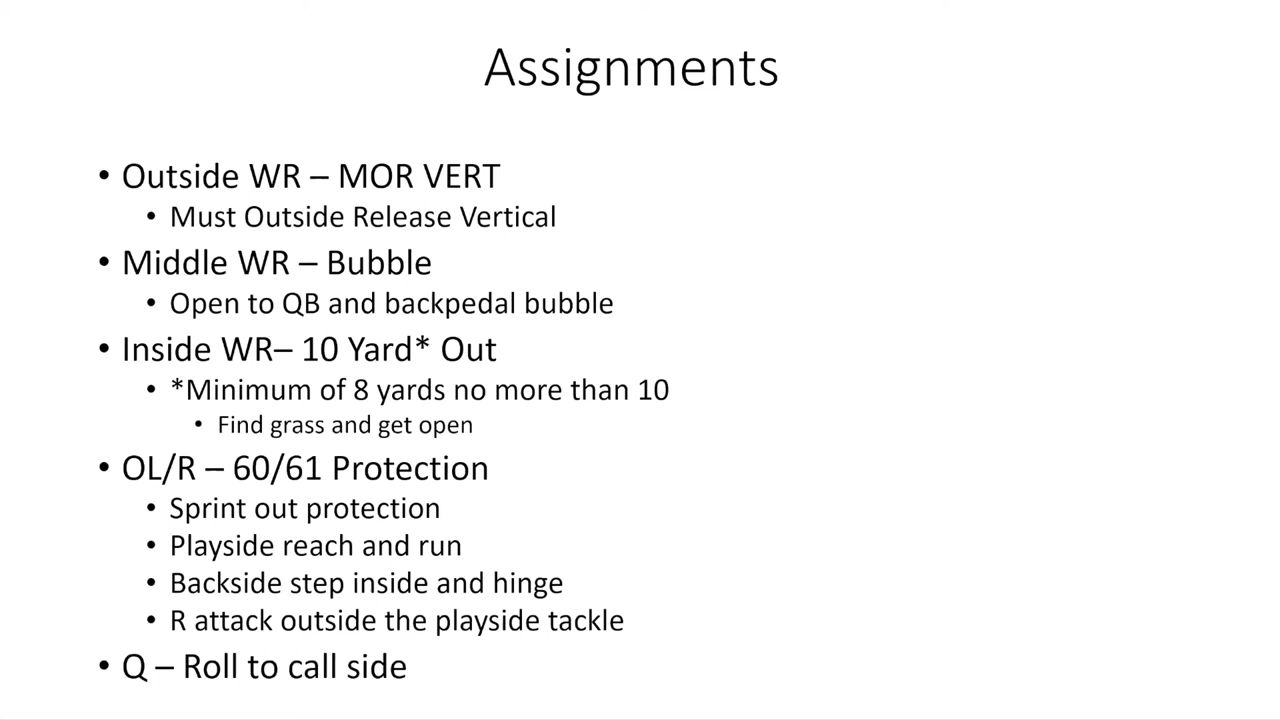 Assignments
• Outside WR – MOR VERT
• Must Outside Release Vertical
• Middle WR – Bubble
• Open to QB and backpedal bubble
• Inside WR– 10 Yard* Out
• *Minimum of 8 yards no more than 10
• Find grass and get open
• OL/R – 60/61 Protection
• Sprint out protection
• Playside reach and run
• Backside step inside and hinge
• R attack outside the playside tackle
• Q – Roll to call side